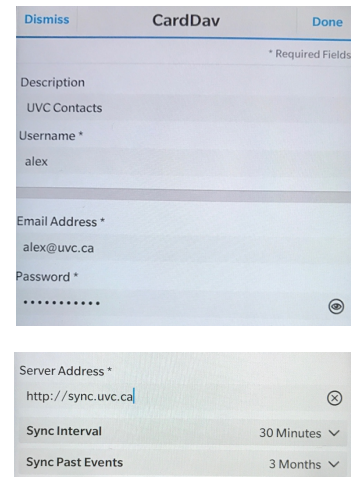 Dismiss CardDav Done
* Required Fields
Description
UVC Contacts
Username *
alex
Email Address *
alex@uvc.ca
Password *
•••••••••••
Server Address *
http://sync.uvc.ca
Sync Interval 30 Minutes
Sync Past Events 3 Months